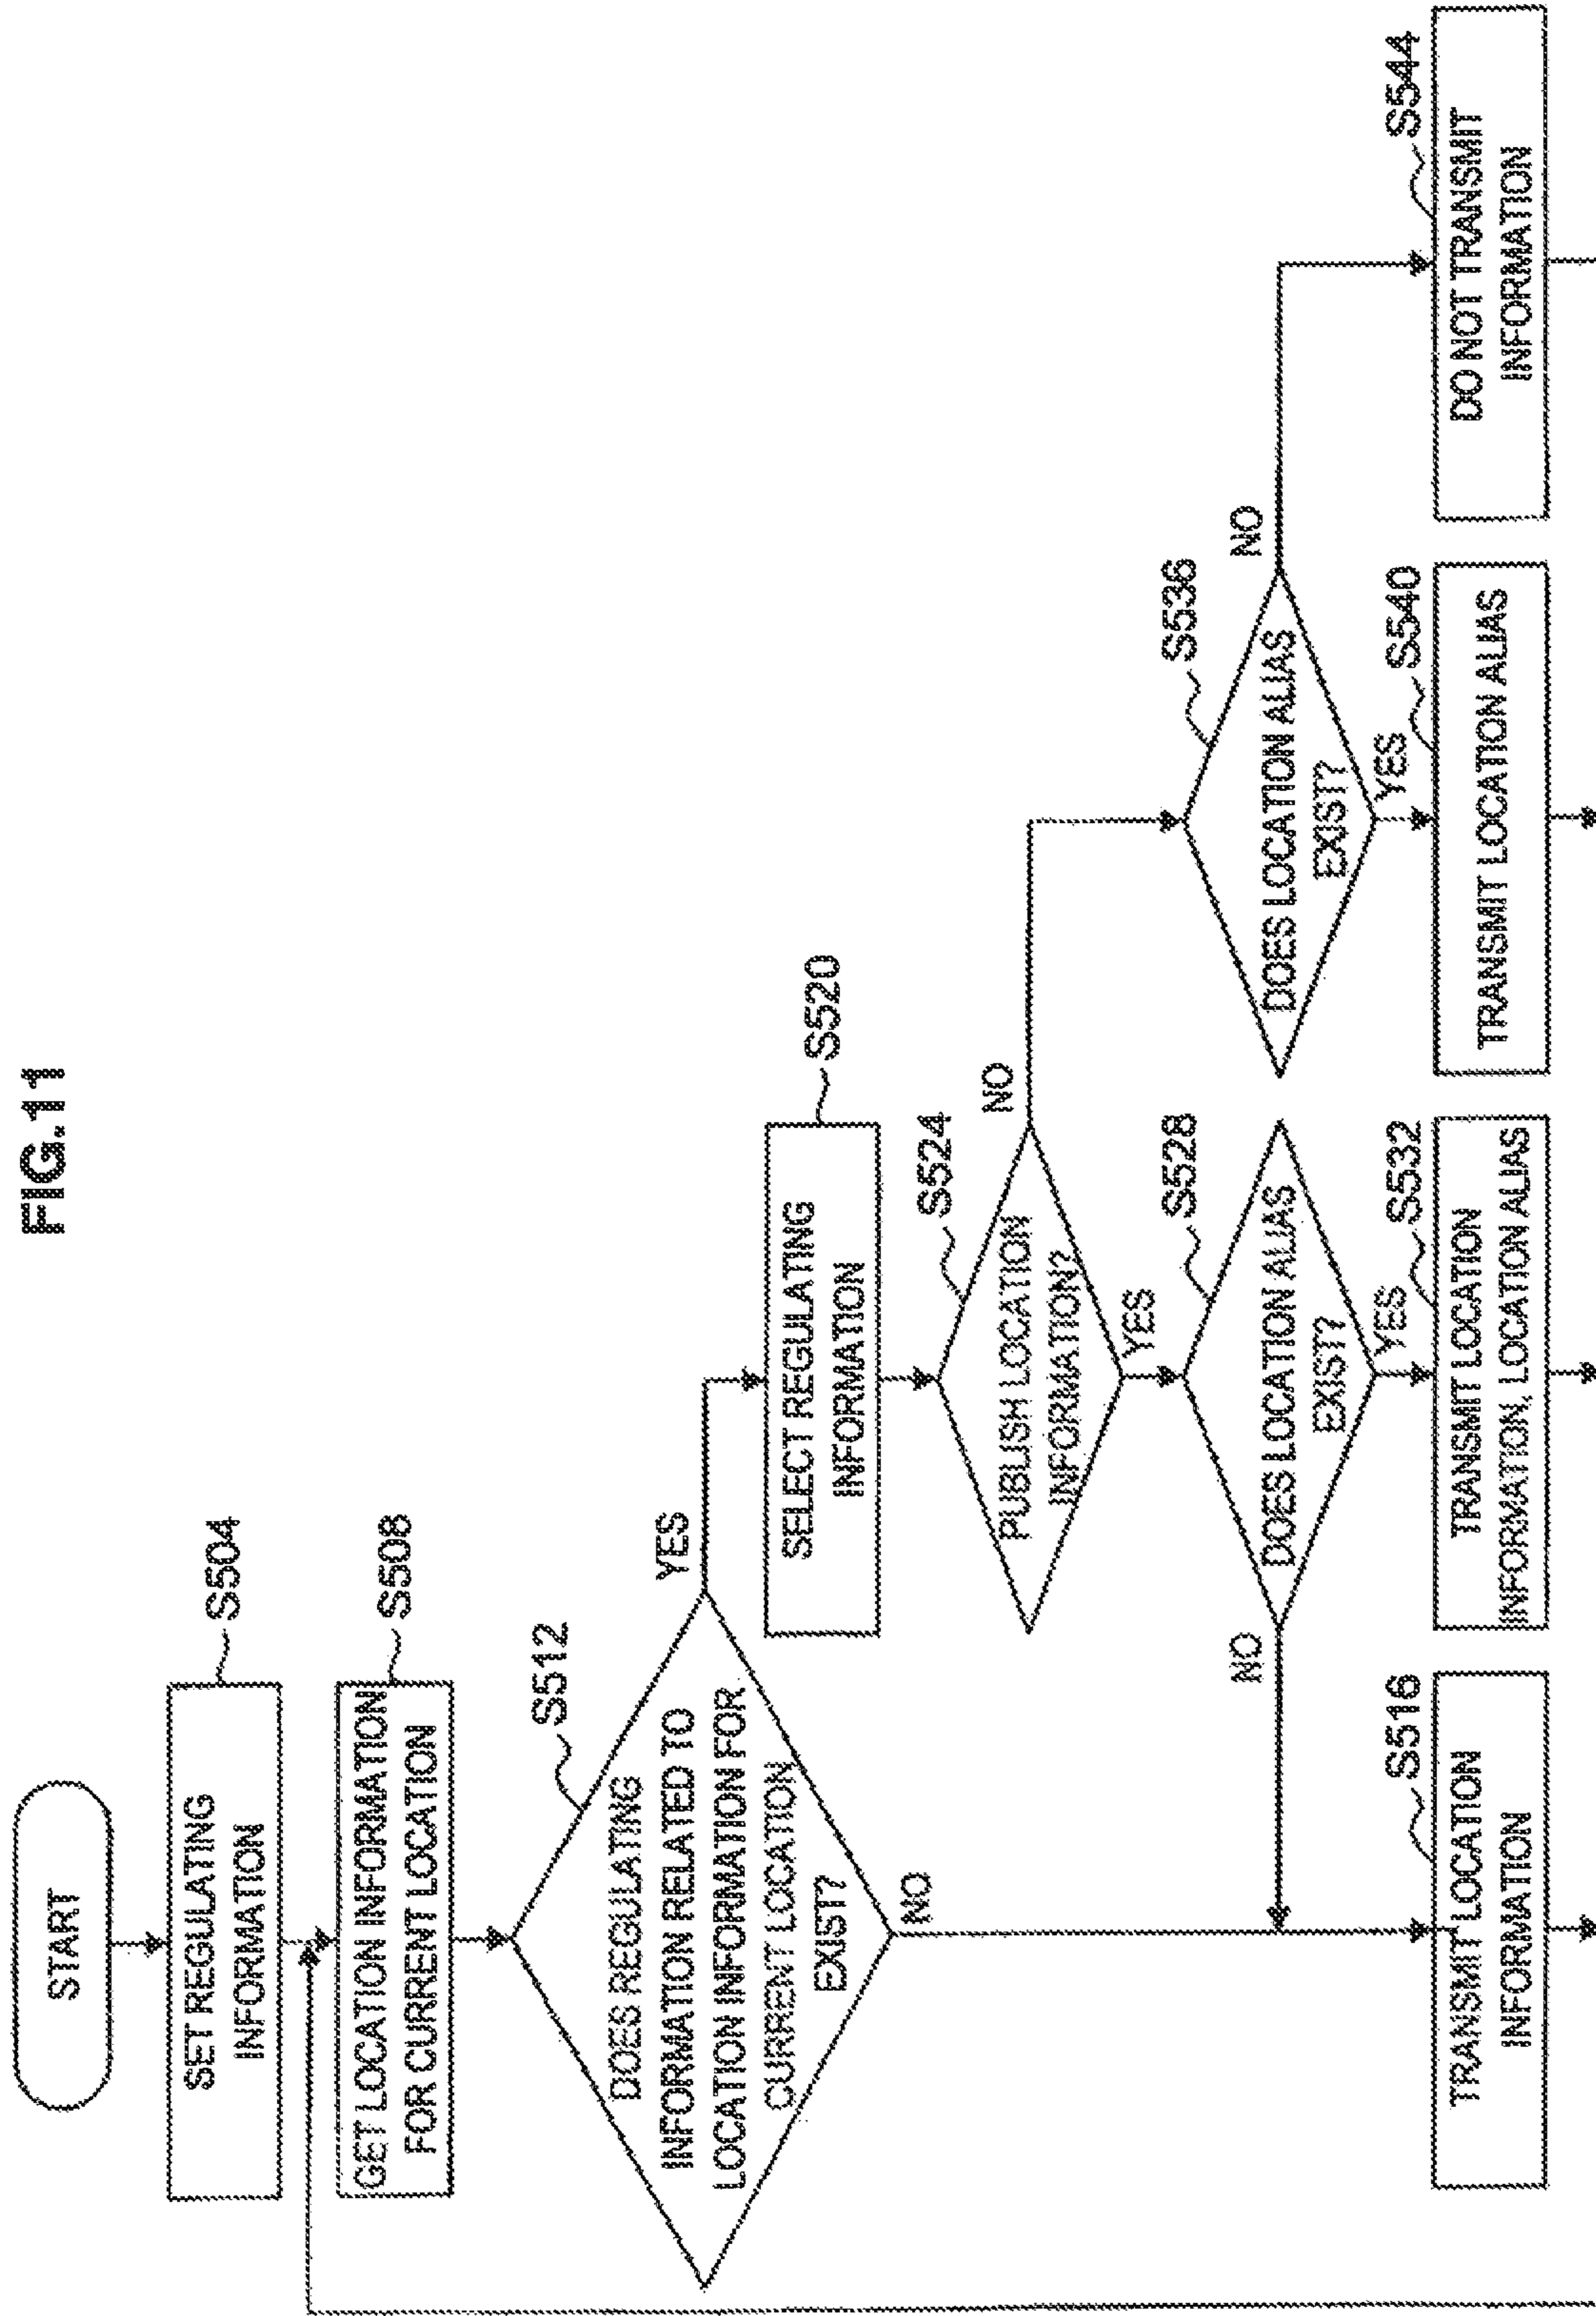 FIG.11
START
SET REGULATING
INFORMATION
S504
GET LOCATION INFORMATION
FOR CURRENT LOCATION
S508
DOES REGULATING
INFORMATION RELATED TO
LOCATION INFORMATION FOR
CURRENT LOCATION
EXIST?
S512
YES
NO
SELECT REGULATING
INFORMATION
S520
PUBLISH LOCATION
INFORMATION?
S524
NO
YES
DOES LOCATION ALIAS
EXIST?
S528
NO
YES
DOES LOCATION ALIAS
EXIST?
S536
NO
YES
TRANSMIT LOCATION
INFORMATION
S516
TRANSMIT LOCATION
INFORMATION, LOCATION ALIAS
S532
TRANSMIT LOCATION ALIAS
S540
DO NOT TRANSMIT
INFORMATION
S544